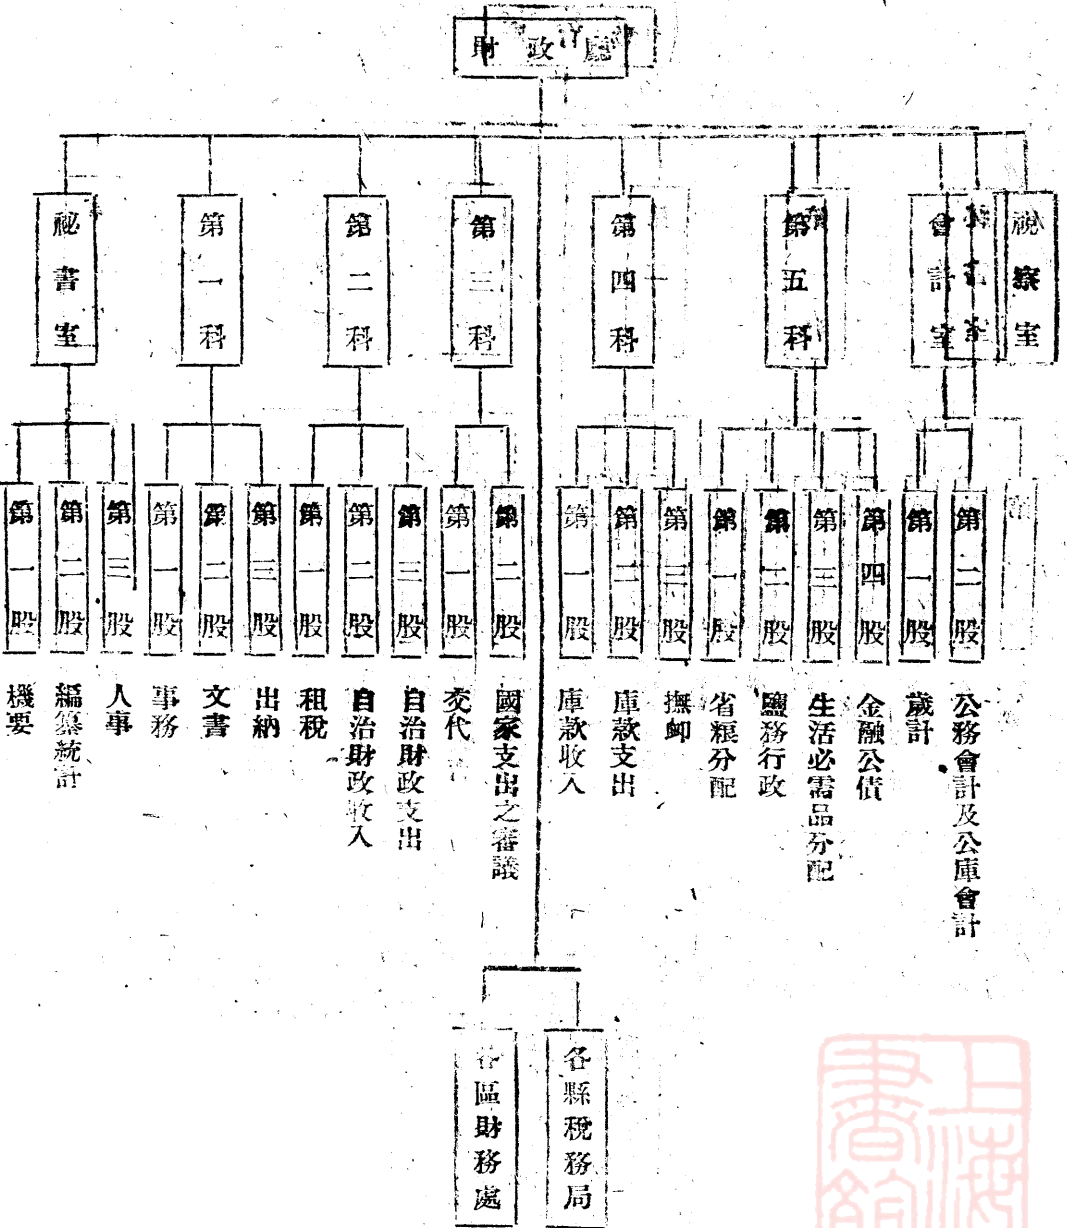 財政廳
秘書室
第一科
第二科
第三科
第四科
第五科
會計室
視察室
第一股
機要
第二股
編纂統計
第三股
人事
第一股
事務
第二股
文書
第三股
出納
第一股
租稅
第二股
自治財政收入
第三股
自治財政支出
第一股
交代
第二股
國家支出之審議
第一股
庫款收入
第二股
庫款支出
第三股
撫卹
第一股
省粮分配
第二股
鹽務行政
第三股
生活必需品分配
第四股
金融公債
第一股
歲計
第二股
公務會計及公庫會計
各區財務處
各縣稅務局
上海
書館